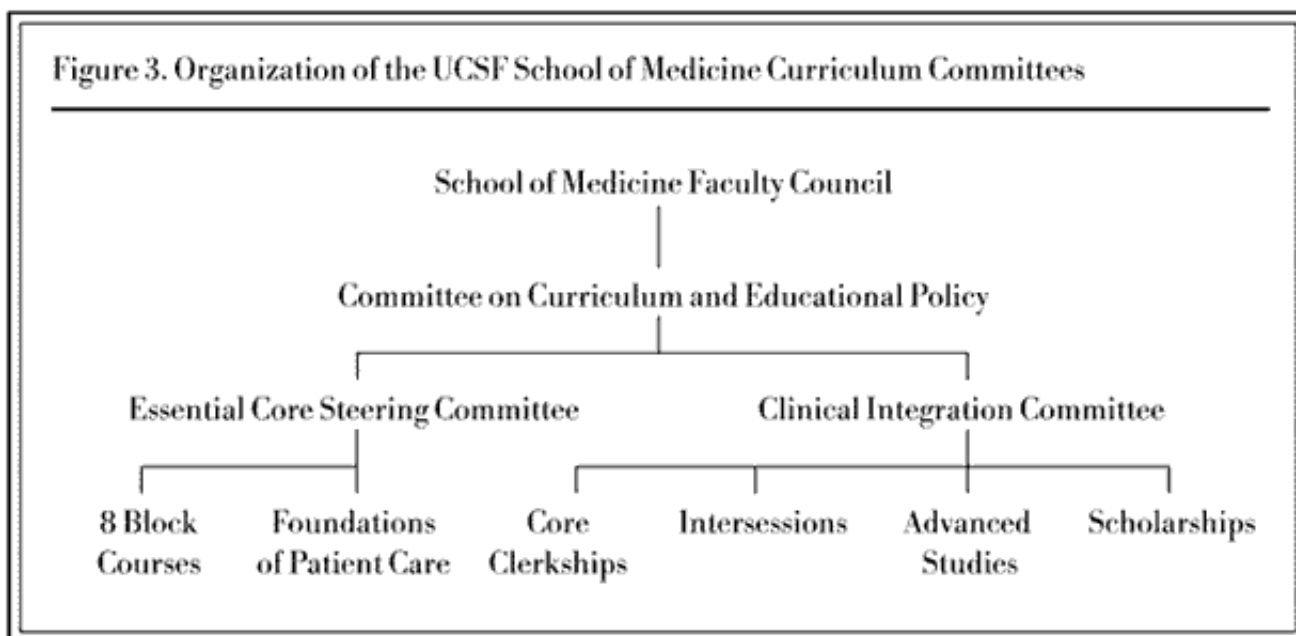 Figure 3. Organization of the UCSF School of Medicine Curriculum Committees
School of Medicine Faculty Council
Committee on Curriculum and Educational Policy
Essential Core Steering Committee
Clinical Integration Committee
8 Block
Courses
Foundations
of Patient Care
Core
Clerkships
Intersessions
Advanced
Studies
Scholarships